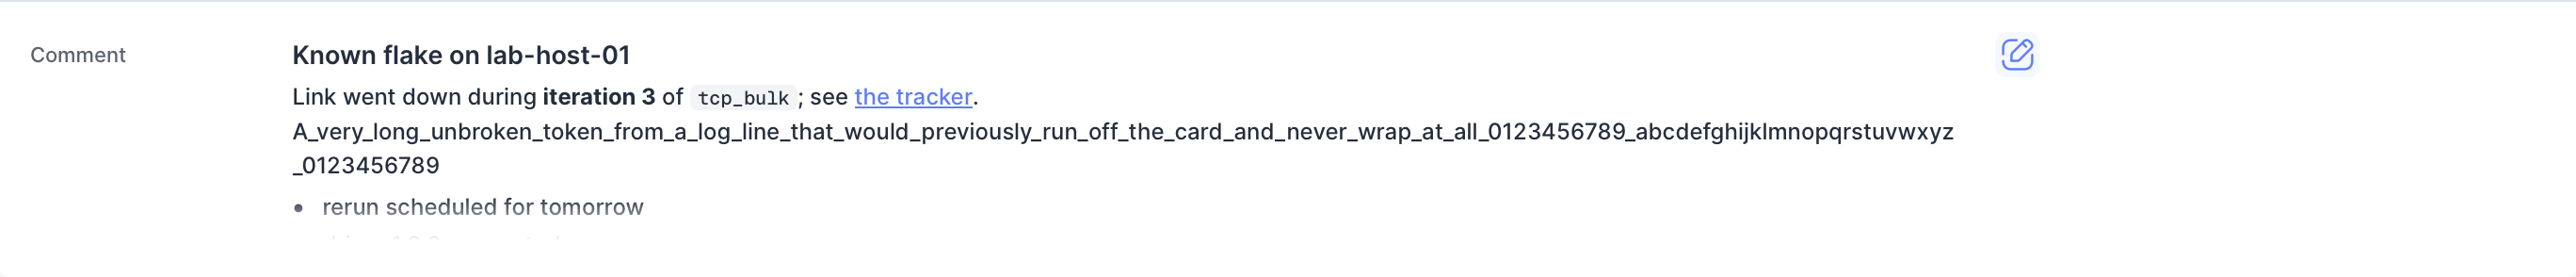 Comment
Known flake on lab-host-01
Link went down during iteration 3 of tcp_bulk; see the tracker.
A_very_long_unbroken_token_from_a_log_line_that_would_previously_run_off_the_card_and_never_wrap_at_all_0123456789_abcdefghijklmnopqrstuvwxyz
_0123456789
• rerun scheduled for tomorrow